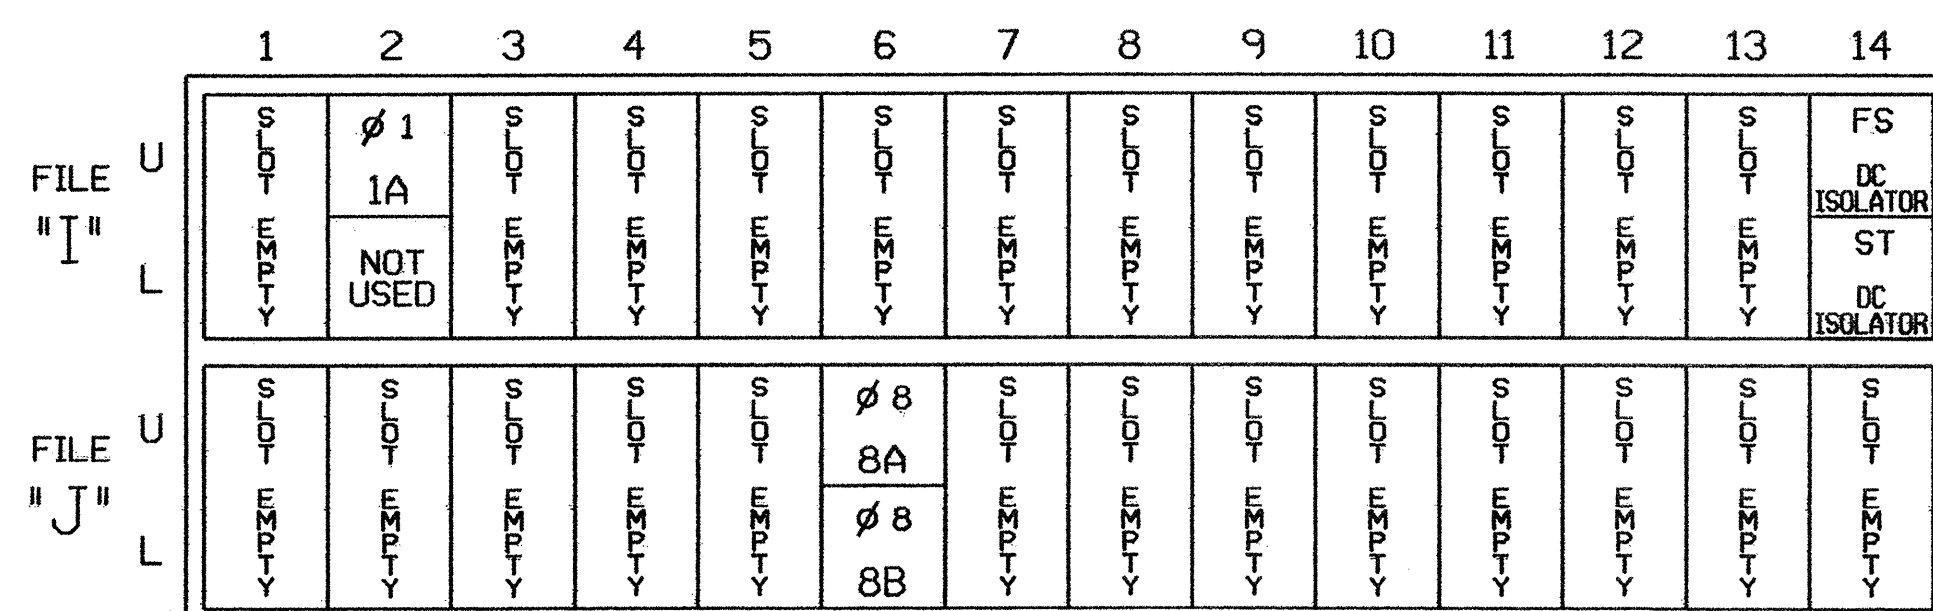 1 2 3 4 5 6 7 8 9 10 11 12 13 14
FILE "I"
U
L
SLOT EMPTY
ø 1
1A
NOT USED
SLOT EMPTY
SLOT EMPTY
SLOT EMPTY
SLOT EMPTY
SLOT EMPTY
SLOT EMPTY
SLOT EMPTY
SLOT EMPTY
SLOT EMPTY
SLOT EMPTY
SLOT EMPTY
FS
DC
ISOLATOR
ST
DC
ISOLATOR
FILE "J"
U
L
SLOT EMPTY
SLOT EMPTY
SLOT EMPTY
SLOT EMPTY
SLOT EMPTY
ø 8
8A
ø 8
8B
SLOT EMPTY
SLOT EMPTY
SLOT EMPTY
SLOT EMPTY
SLOT EMPTY
SLOT EMPTY
SLOT EMPTY
SLOT EMPTY